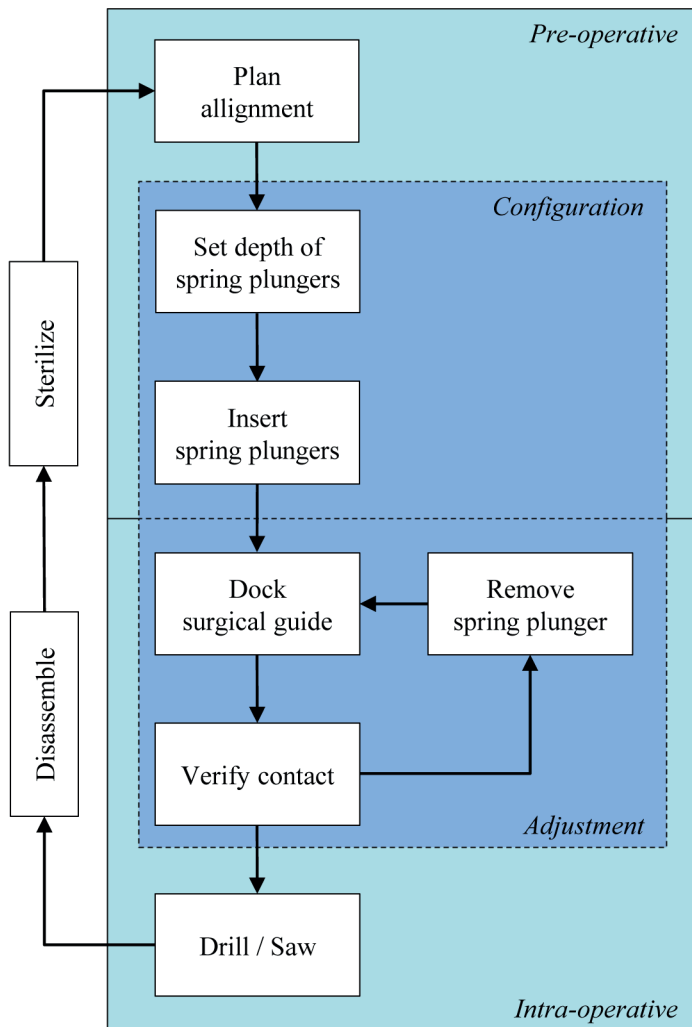 Pre-operative
Plan
allignment
Configuration
Set depth of
spring plungers
Sterilize
Insert
spring plungers
Dock
surgical guide
Remove
spring plunger
Disassemble
Verify contact
Adjustment
Drill / Saw
Intra-operative